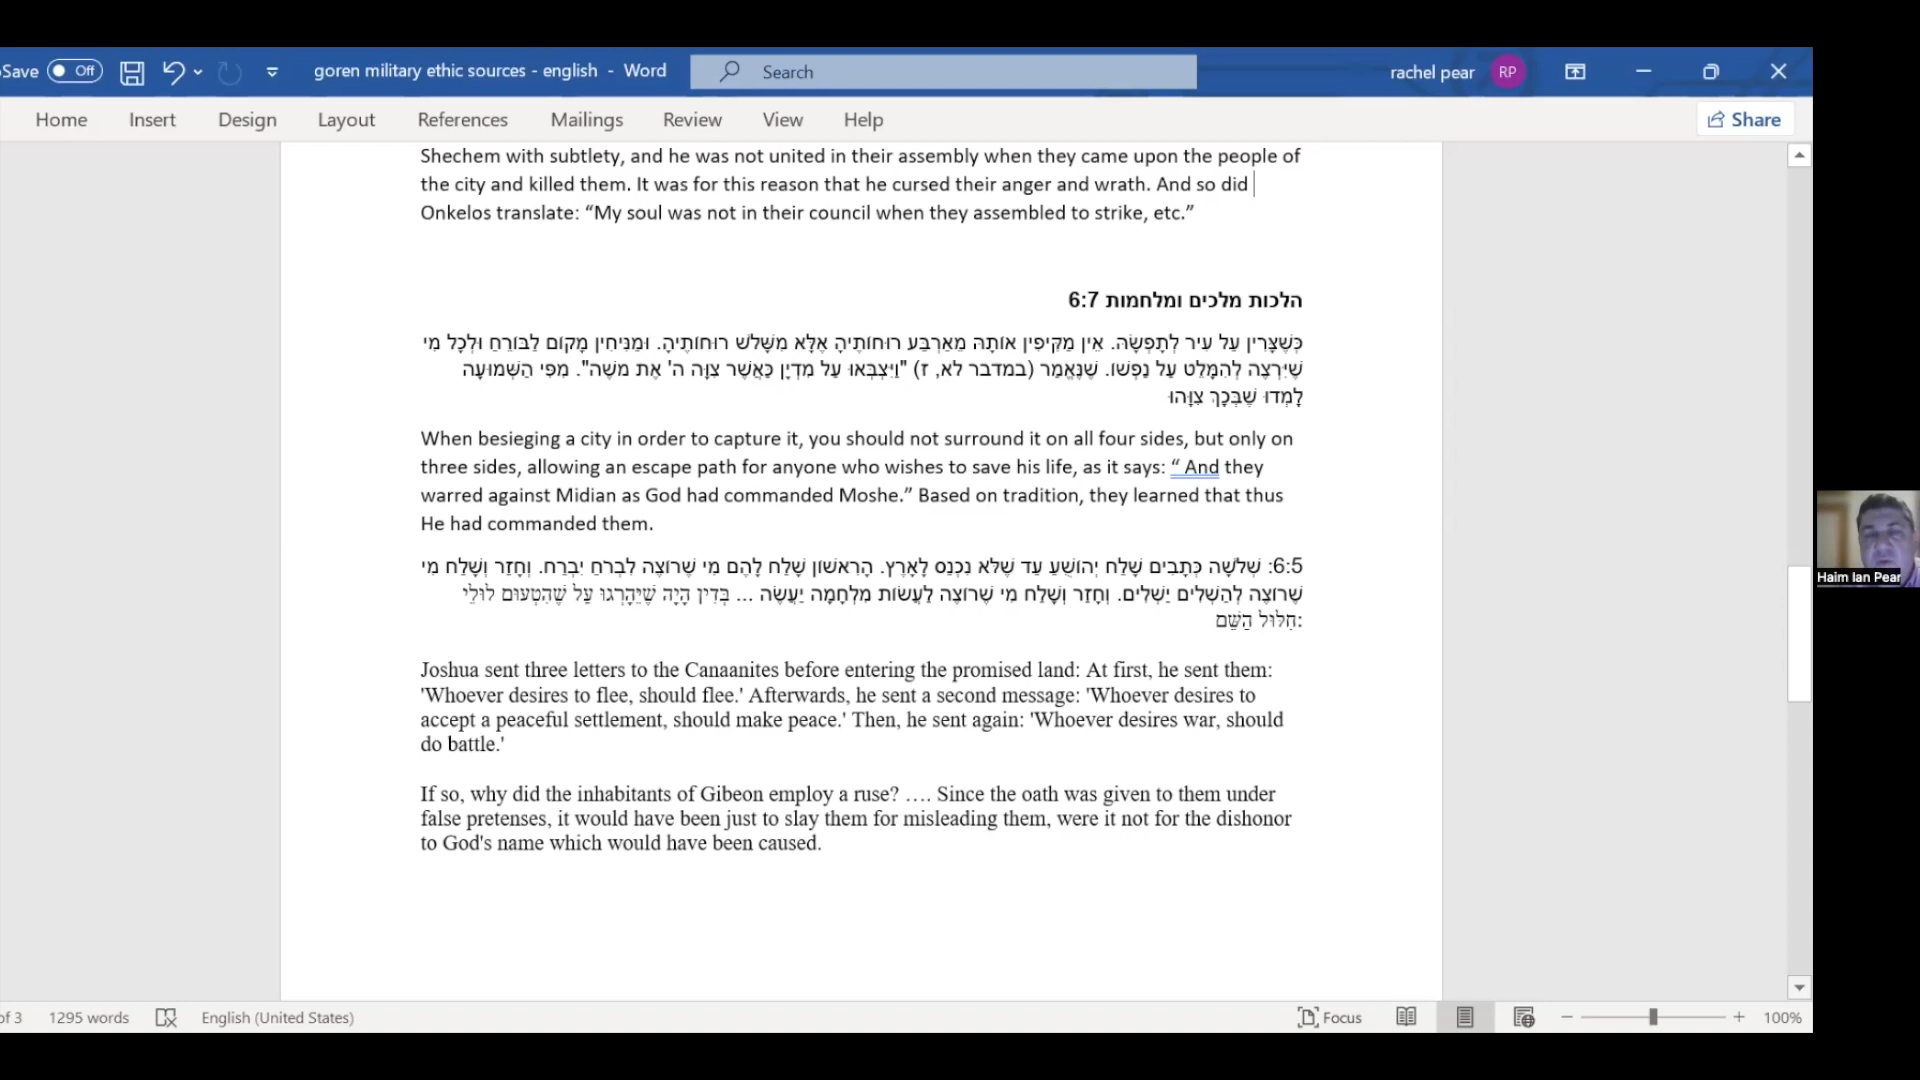 Save Off goren military ethic sources - english - Word Search rachel pear RP
Home Insert Design Layout References Mailings Review View Help Share
Shechem with subtlety, and he was not united in their assembly when they came upon the people of
the city and killed them. It was for this reason that he cursed their anger and wrath. And so did
Onkelos translate: “My soul was not in their council when they assembled to strike, etc.”
הלכות מלכים ומלחמות 6:7
כְּשֶׁצָּרִין עַל עִיר לְתָפְשָׂהּ. אֵין מַקִּיפִין אוֹתָהּ מֵאַרְבַּע רוּחוֹתֶיהָ אֶלָּא מִשָּׁלֹשׁ רוּחוֹתֶיהָ. וּמַנִּיחִין מָקוֹם לַבּוֹרֵחַ וּלְכָל מִי
שֶׁיִּרְצֶה לְהִמָּלֵט עַל נַפְשׁוֹ. שֶׁנֶּאֱמַר (במדבר לא, ז) "וַיִּצְבְּאוּ עַל מִדְיָן כַּאֲשֶׁר צִוָּה ה' אֶת מֹשֶׁה". מִפִּי הַשְּׁמוּעָה
לָמְדוּ שֶׁבְּכָךְ צִוָּהוּ
When besieging a city in order to capture it, you should not surround it on all four sides, but only on
three sides, allowing an escape path for anyone who wishes to save his life, as it says: “ And they
warred against Midian as God had commanded Moshe.” Based on tradition, they learned that thus
He had commanded them.
6:5: שְׁלֹשָׁה כְּתָבִים שָׁלַח יְהוֹשֻׁעַ עַד שֶׁלֹּא נִכְנַס לָאָרֶץ. הָרִאשׁוֹן שָׁלַח לָהֶם מִי שֶׁרוֹצֶה לִבְרֹחַ יִבְרַח. וְחָזַר וְשָׁלַח מִי
שֶׁרוֹצֶה לְהַשְׁלִים יַשְׁלִים. וְחָזַר וְשָׁלַח מִי שֶׁרוֹצֶה לַעֲשׂוֹת מִלְחָמָה יַעֲשֶׂה ... בְּדִין הָיָה שֶׁיֵּהָרְגוּ עַל שֶׁהִטְעוּם לוּלֵי
חִלּוּל הַשֵּׁם:
Joshua sent three letters to the Canaanites before entering the promised land: At first, he sent them:
'Whoever desires to flee, should flee.' Afterwards, he sent a second message: 'Whoever desires to
accept a peaceful settlement, should make peace.' Then, he sent again: 'Whoever desires war, should
do battle.'
If so, why did the inhabitants of Gibeon employ a ruse? .... Since the oath was given to them under
false pretenses, it would have been just to slay them for misleading them, were it not for the dishonor
to God's name which would have been caused.
Haim Ian Pear
of 3 1295 words English (United States) Focus 100%